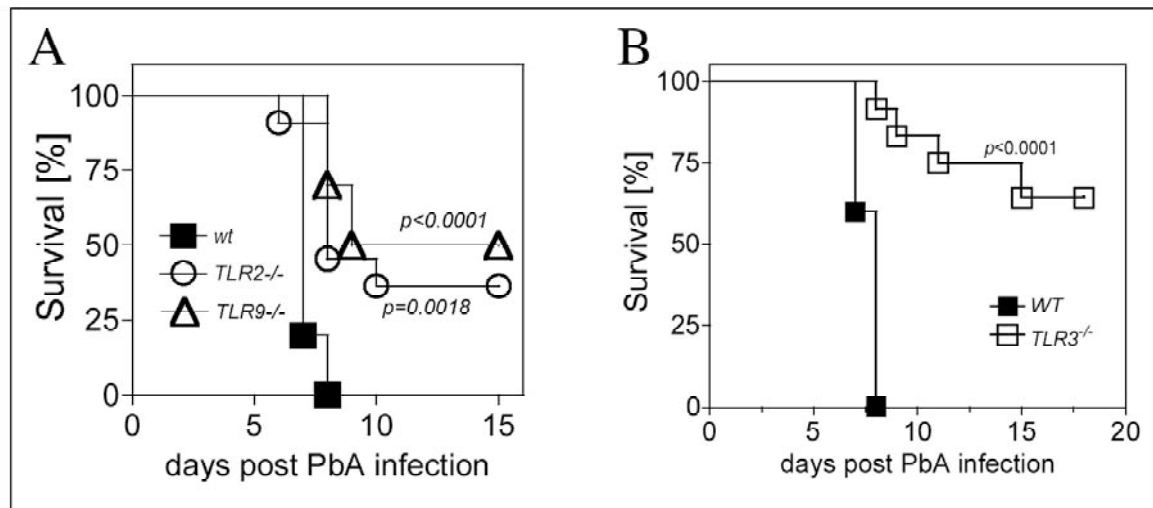 A
Survival [%]
100
75
50
25
0
0
5
10
15
days post PbA infection
wt
TLR2-/-
TLR9-/-
p<0.0001
p=0.0018
B
Survival [%]
100
75
50
25
0
0
5
10
15
20
days post PbA infection
p<0.0001
WT
TLR3-/-